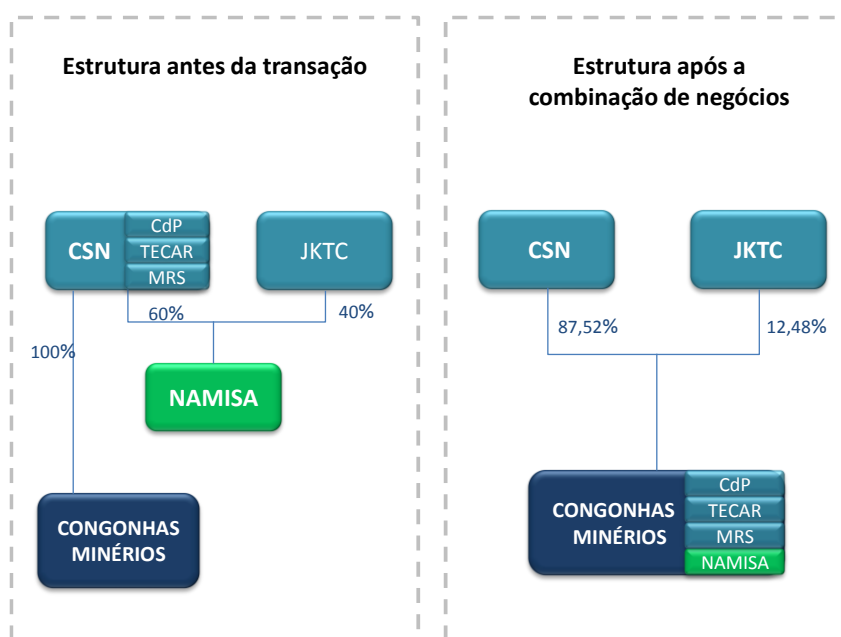 Estrutura antes da transação
CSN
CdP
TECAR
MRS
JKTC
60%
40%
100%
NAMISA
CONGONHAS
MINÉRIOS
Estrutura após a
combinação de negócios
CSN
JKTC
87,52%
12,48%
CONGONHAS
MINÉRIOS
CdP
TECAR
MRS
NAMISA